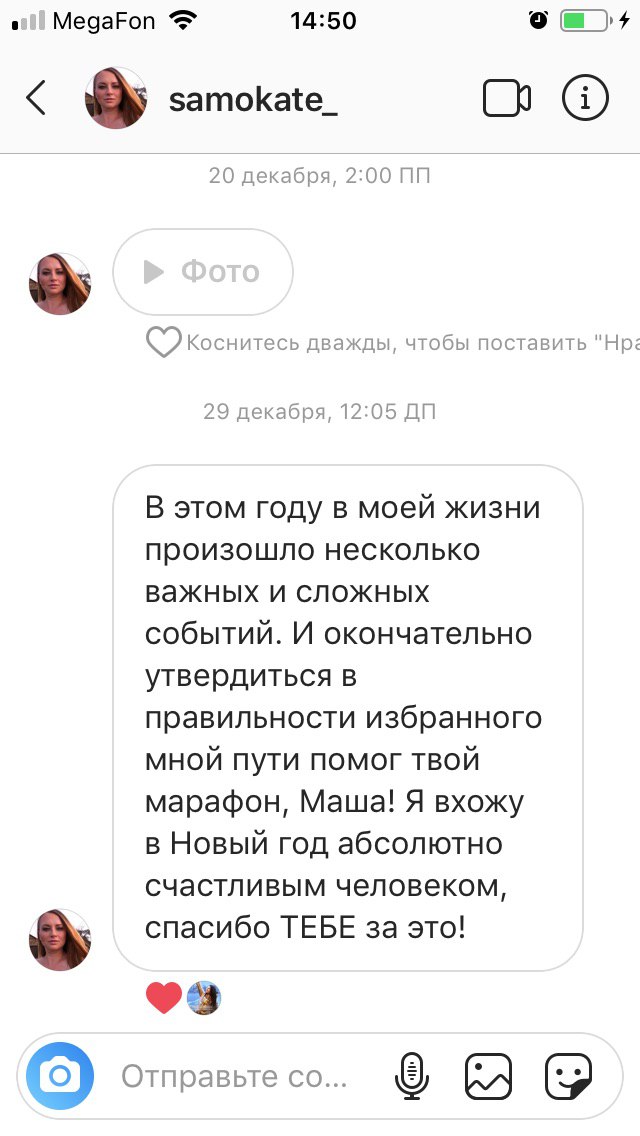 MegaFon 14:50
samokate_
20 декабря, 2:00 ПП
Фото
Коснитесь дважды, чтобы поставить "Нра
29 декабря, 12:05 ДП
В этом году в моей жизни
произошло несколько
важных и сложных
событий. И окончательно
утвердиться в
правильности избранного
мной пути помог твой
марафон, Маша! Я вхожу
в Новый год абсолютно
счастливым человеком,
спасибо ТЕБЕ за это!
Отправьте со...